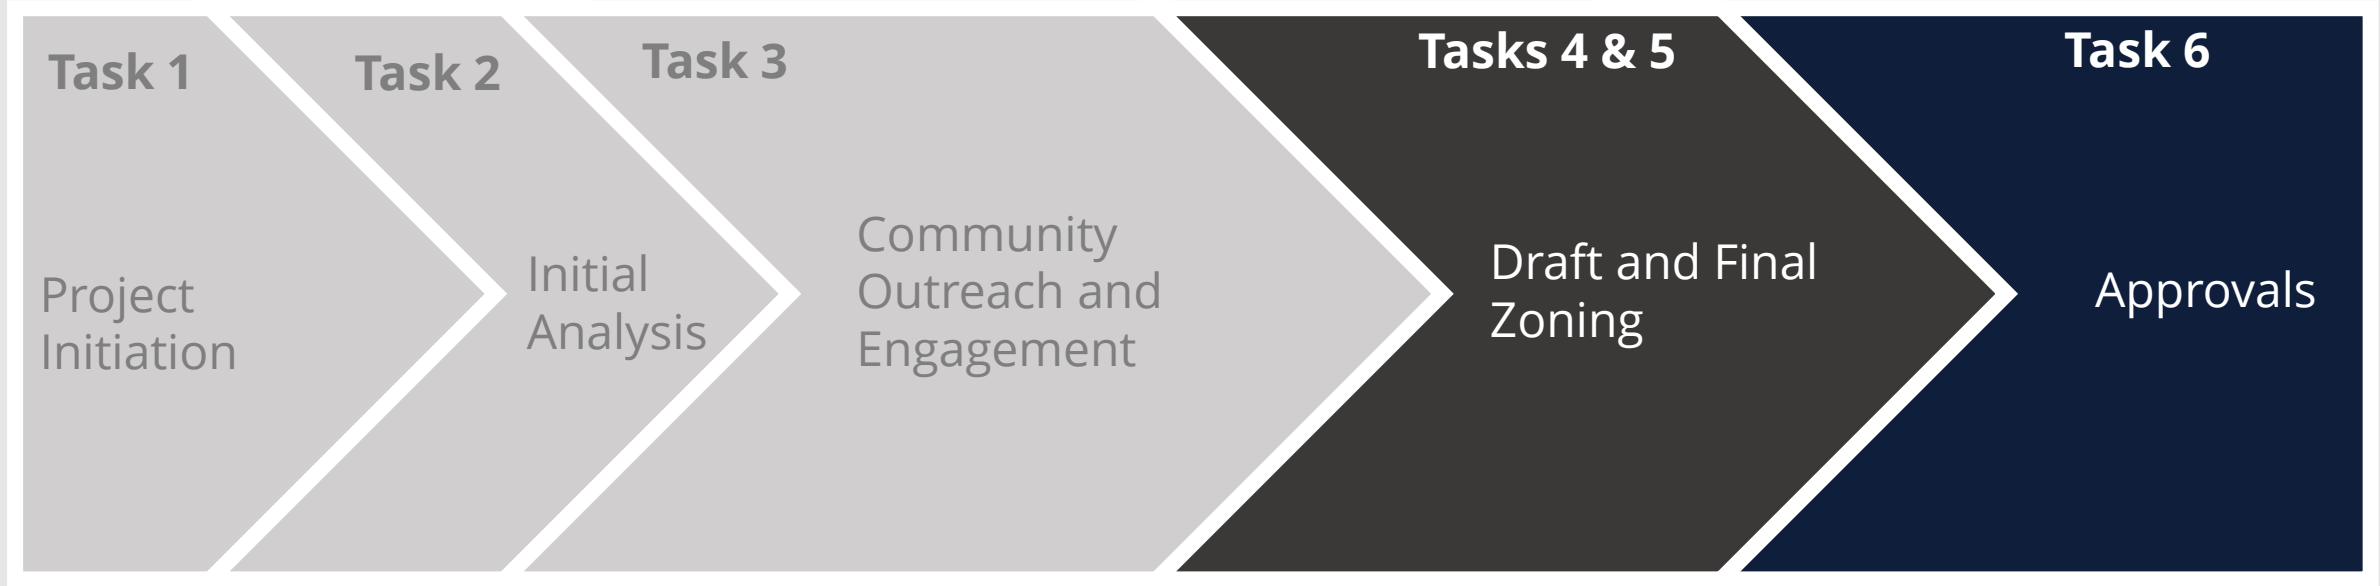 Task 1
Project
Initiation
Task 2
Initial
Analysis
Task 3
Community
Outreach and
Engagement
Tasks 4 & 5
Draft and Final
Zoning
Task 6
Approvals